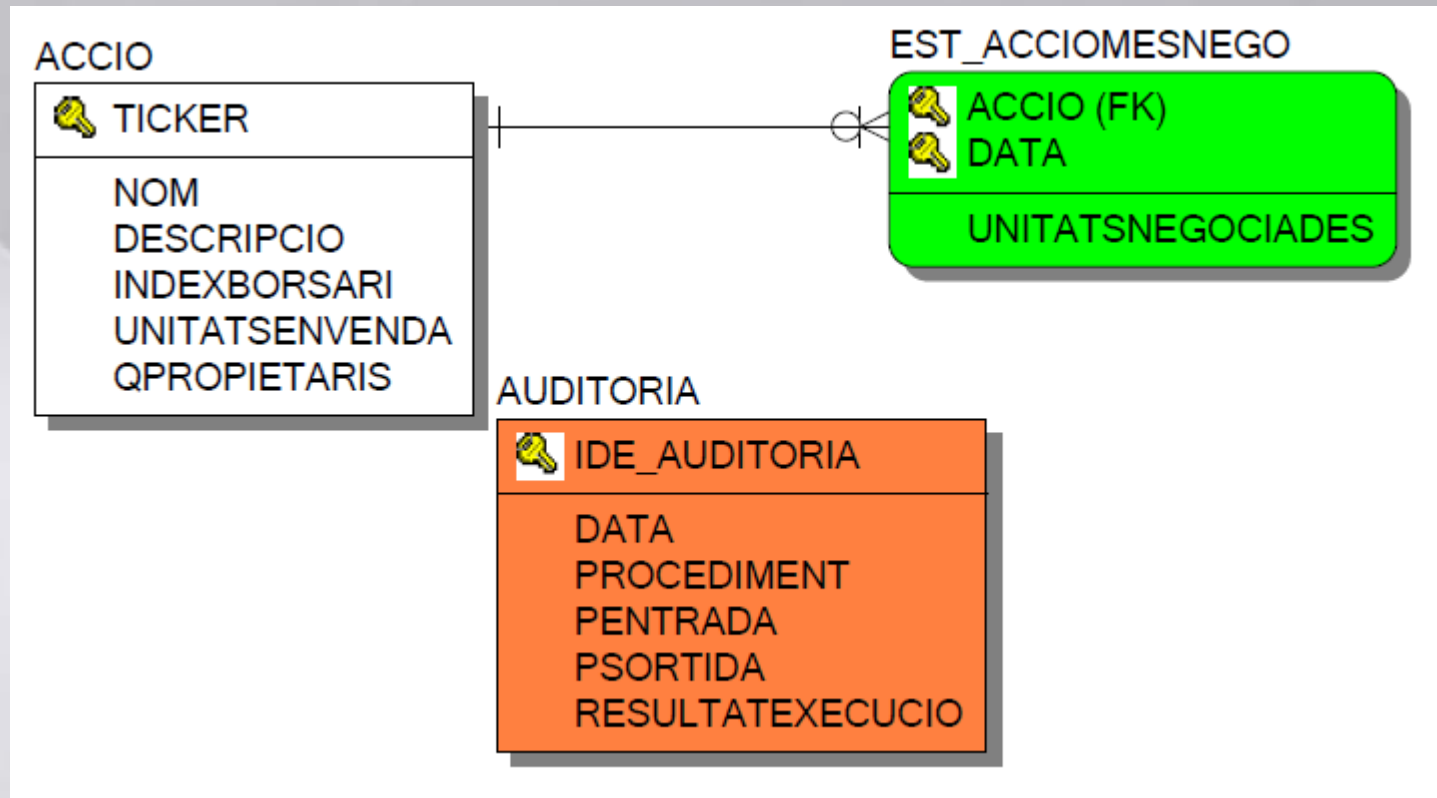 ACCIO
TICKER
NOM
DESCRIPCIO
INDEXBORSARI
UNITATSENVENDA
QPROPIETARIS
EST_ACCIOMESNEGO
ACCIO (FK)
DATA
UNITATSNEGOCIADES
AUDITORIA
IDE_AUDITORIA
DATA
PROCEDIMENT
PENTRADA
PSORTIDA
RESULTATEXECUCIO